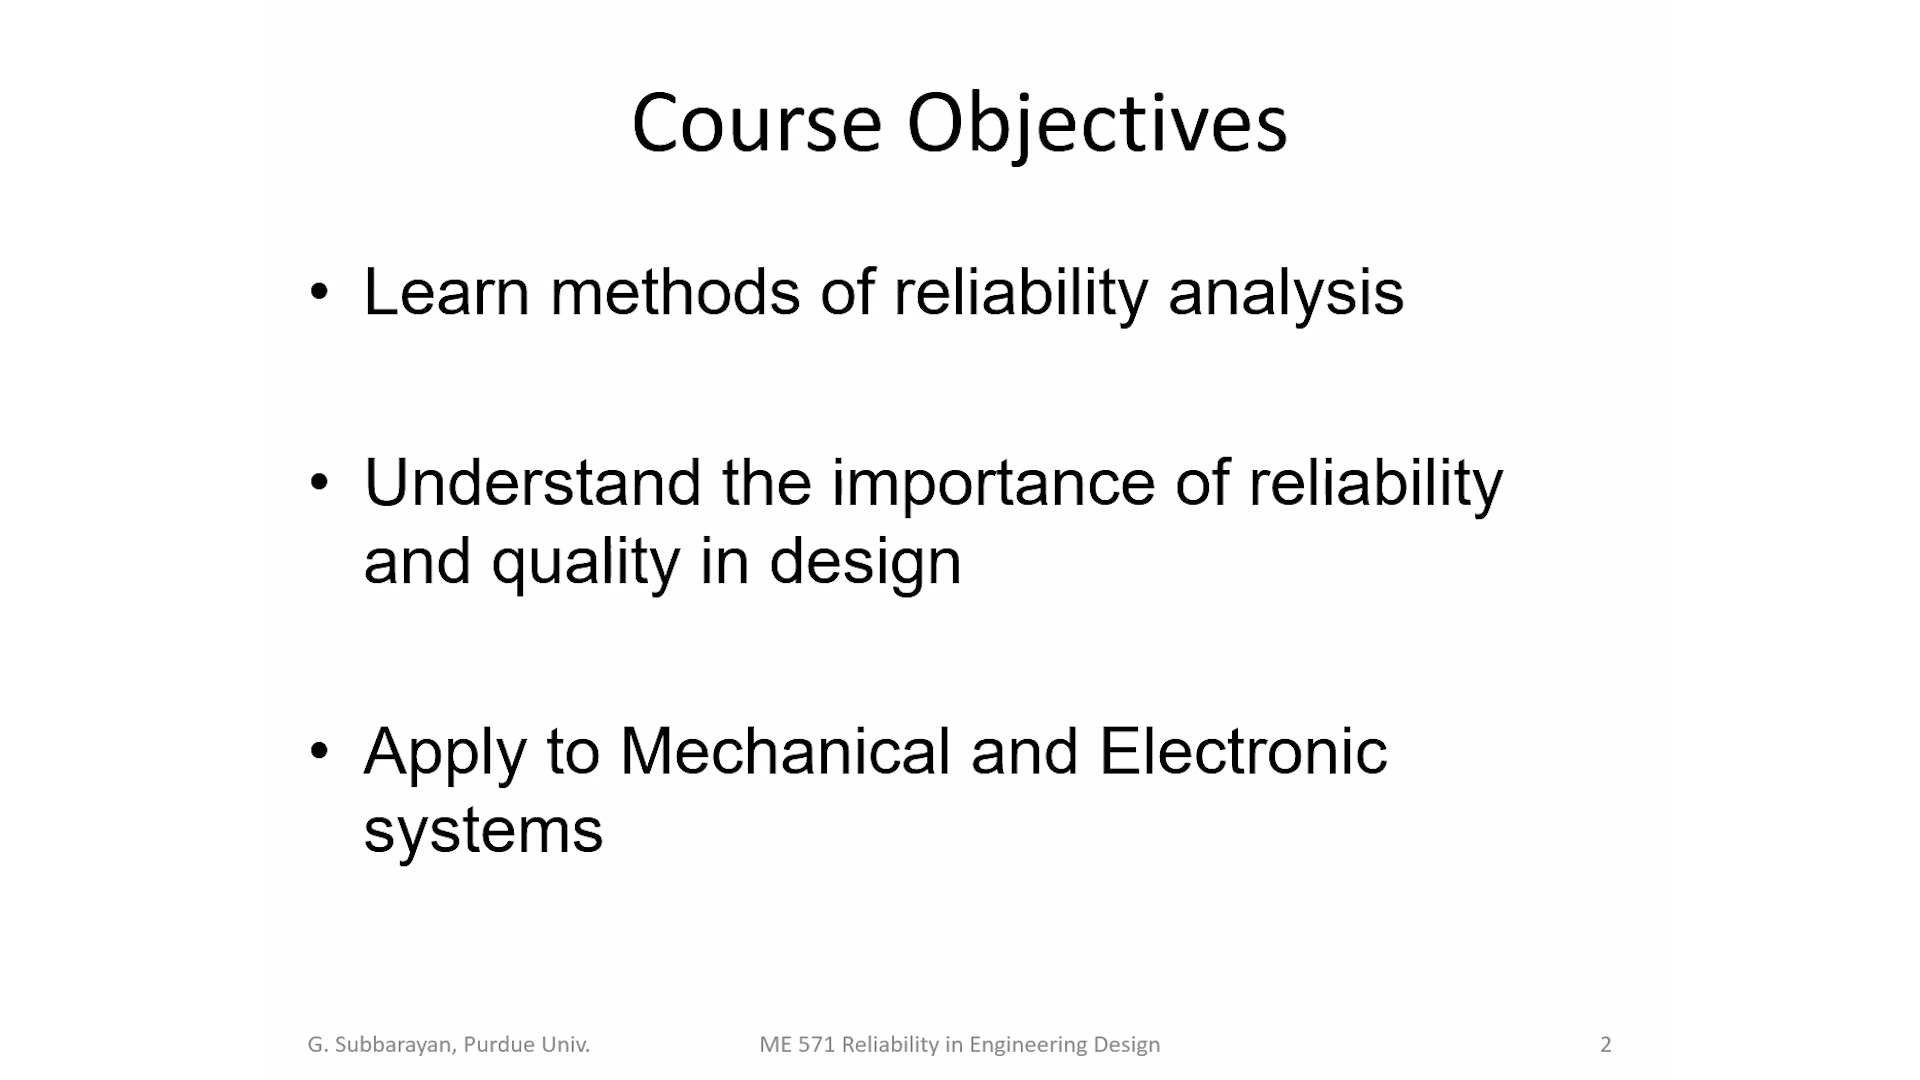 Course Objectives
• Learn methods of reliability analysis
• Understand the importance of reliability
and quality in design
• Apply to Mechanical and Electronic
systems
G. Subbarayan, Purdue Univ.
ME 571 Reliability in Engineering Design
2